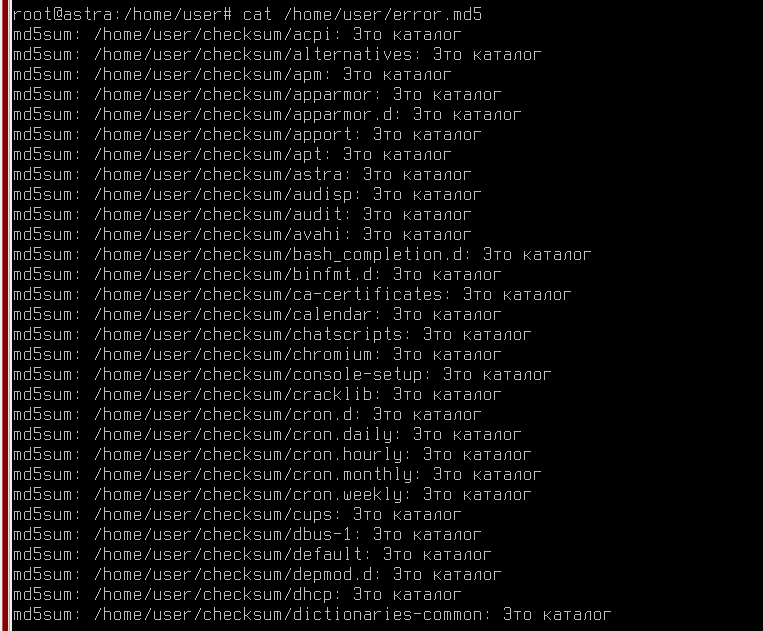 root@astra:/home/user# cat /home/user/error.md5
md5sum: /home/user/checksum/acpi: Это каталог
md5sum: /home/user/checksum/alternatives: Это каталог
md5sum: /home/user/checksum/apm: Это каталог
md5sum: /home/user/checksum/apparmor: Это каталог
md5sum: /home/user/checksum/apparmor.d: Это каталог
md5sum: /home/user/checksum/apport: Это каталог
md5sum: /home/user/checksum/apt: Это каталог
md5sum: /home/user/checksum/astra: Это каталог
md5sum: /home/user/checksum/audisp: Это каталог
md5sum: /home/user/checksum/audit: Это каталог
md5sum: /home/user/checksum/avahi: Это каталог
md5sum: /home/user/checksum/bash_completion.d: Это каталог
md5sum: /home/user/checksum/binfmt.d: Это каталог
md5sum: /home/user/checksum/ca-certificates: Это каталог
md5sum: /home/user/checksum/calendar: Это каталог
md5sum: /home/user/checksum/chatscripts: Это каталог
md5sum: /home/user/checksum/chromium: Это каталог
md5sum: /home/user/checksum/console-setup: Это каталог
md5sum: /home/user/checksum/cracklib: Это каталог
md5sum: /home/user/checksum/cron.d: Это каталог
md5sum: /home/user/checksum/cron.daily: Это каталог
md5sum: /home/user/checksum/cron.hourly: Это каталог
md5sum: /home/user/checksum/cron.monthly: Это каталог
md5sum: /home/user/checksum/cron.weekly: Это каталог
md5sum: /home/user/checksum/cups: Это каталог
md5sum: /home/user/checksum/dbus-1: Это каталог
md5sum: /home/user/checksum/default: Это каталог
md5sum: /home/user/checksum/depmod.d: Это каталог
md5sum: /home/user/checksum/dhcp: Это каталог
md5sum: /home/user/checksum/dictionaries-common: Это каталог